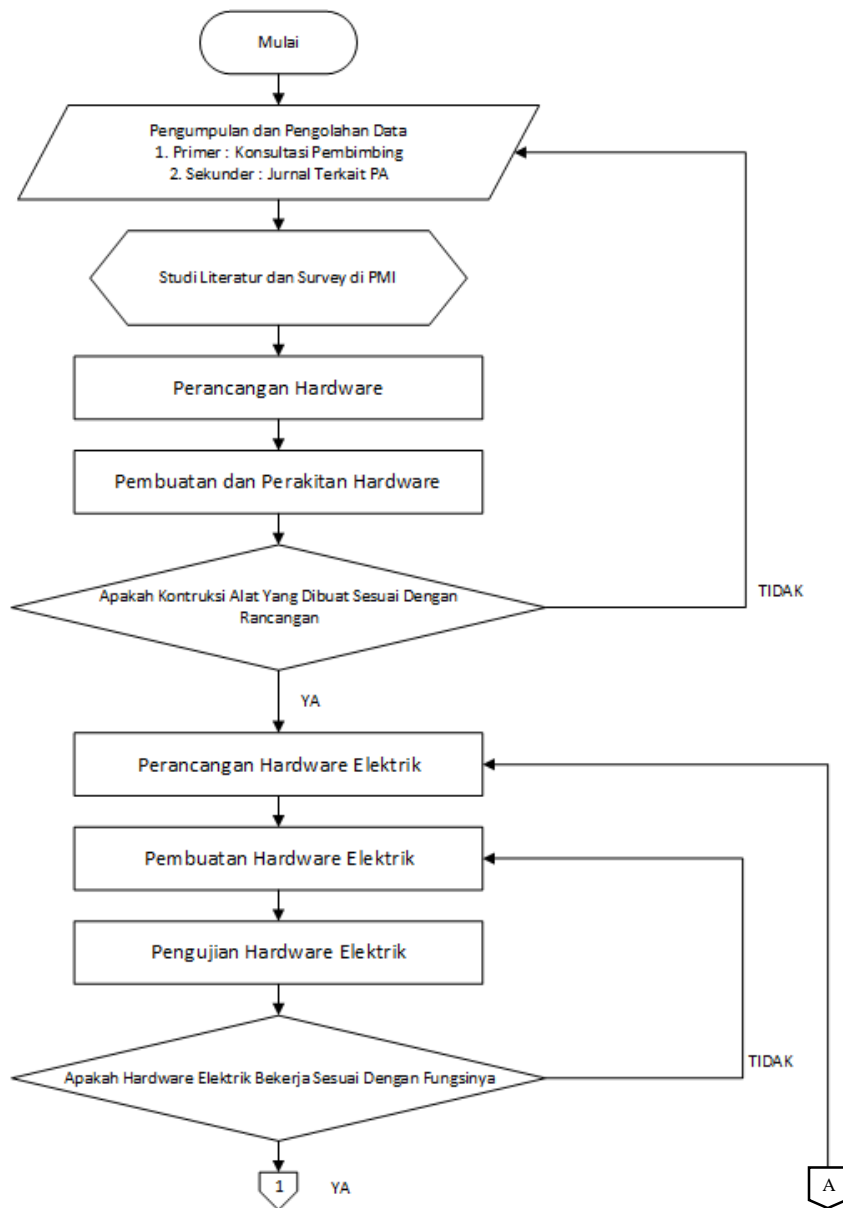 Mulai
Pengumpulan dan Pengolahan Data
1. Primer : Konsultasi Pembimbing
2. Sekunder : Jurnal Terkait PA
Studi Literatur dan Survey di PMI
Perancangan Hardware
Pembuatan dan Perakitan Hardware
Apakah Kontruksi Alat Yang Dibuat Sesuai Dengan
Rancangan
TIDAK
YA
Perancangan Hardware Elektrik
Pembuatan Hardware Elektrik
Pengujian Hardware Elektrik
Apakah Hardware Elektrik Bekerja Sesuai Dengan Fungsinya
TIDAK
1
YA
A